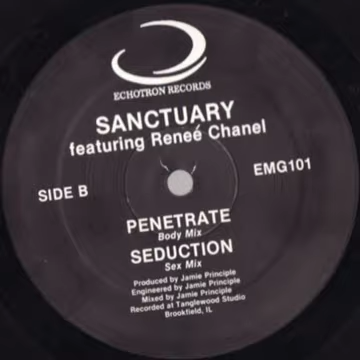 ECHOTRON RECORDS
SANCTUARY
featuring Reneé Chanel
SIDE B
EMG101
PENETRATE
Body Mix
SEDUCTION
Sex Mix
Produced by Jamie Principle
Engineered by Jamie Principle
Mixed by Jamie Principle
Recorded at Tanglewood Studio
Brookfield, IL